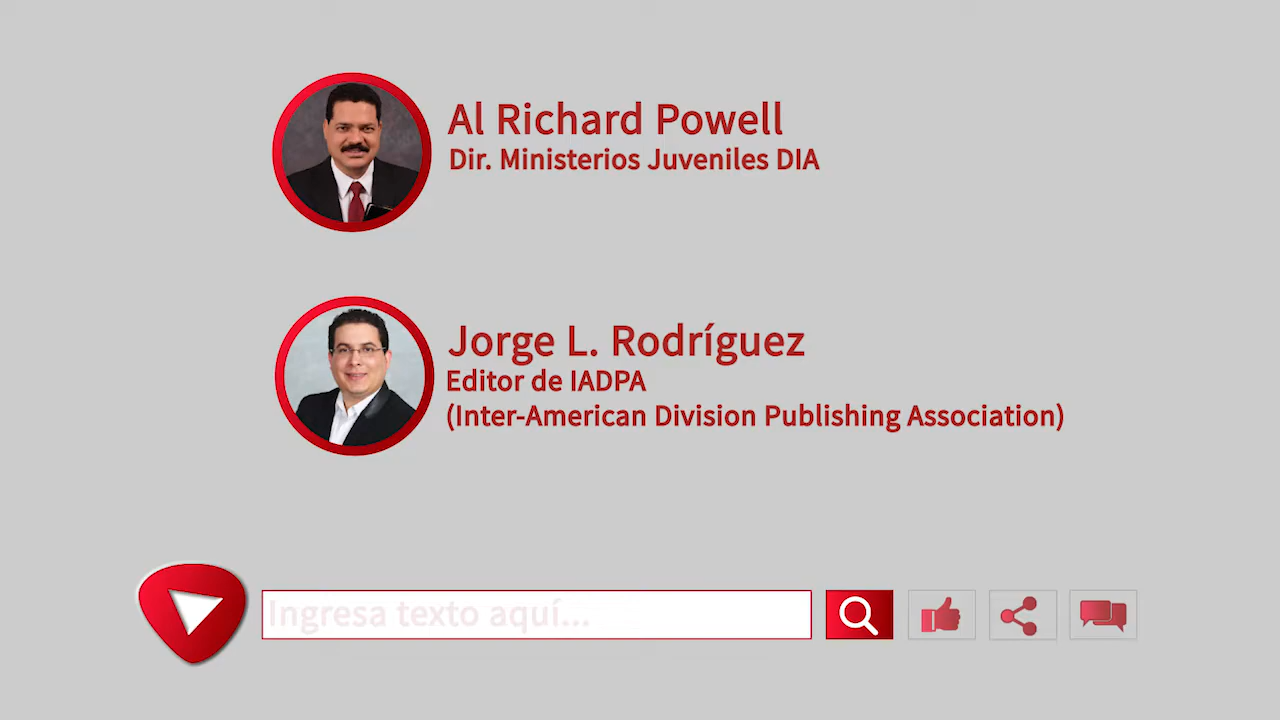 Al Richard Powell
Dir. Ministerios Juveniles DIA
Jorge L. Rodríguez
Editor de IADPA
(Inter-American Division Publishing Association)
Ingresa texto aquí...